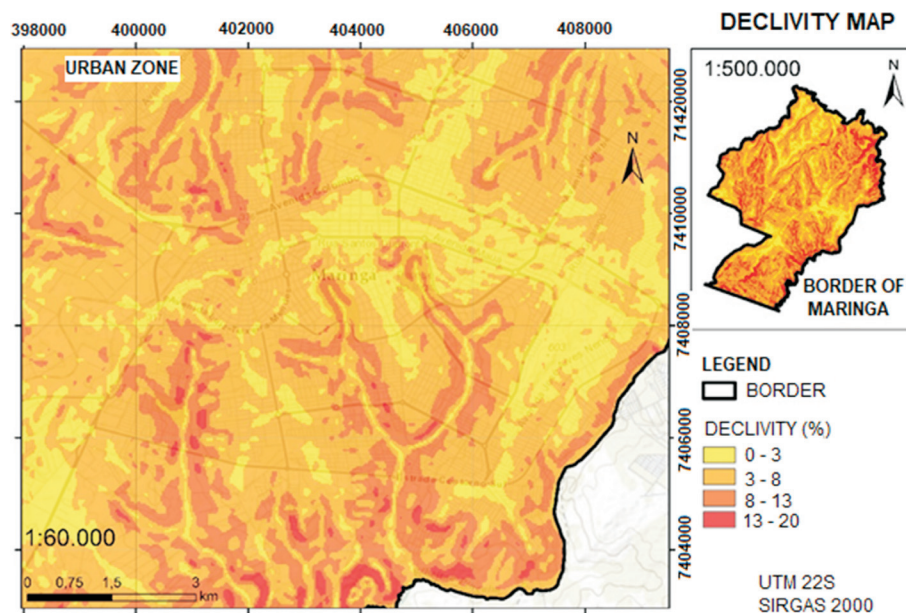 DECLIVITY MAP
398000 400000 402000 404000 406000 408000
URBAN ZONE
N
Maringa
1:60.000
0 0,75 1,5 3
km
71420000
7410000
7408000
7406000
7404000
1:500.000
N
BORDER OF
MARINGA
LEGEND
BORDER
DECLIVITY (%)
0 - 3
3 - 8
8 - 13
13 - 20
UTM 22S
SIRGAS 2000